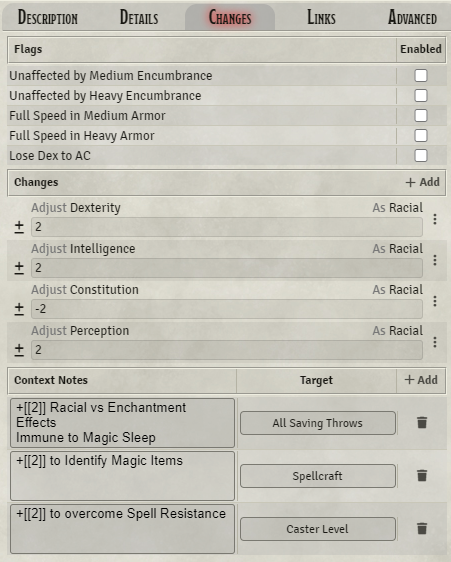 Description Details Changes Links Advanced
Flags Enabled
Unaffected by Medium Encumbrance
Unaffected by Heavy Encumbrance
Full Speed in Medium Armor
Full Speed in Heavy Armor
Lose Dex to AC
Changes + Add
Adjust Dexterity As Racial
± 2
Adjust Intelligence As Racial
± 2
Adjust Constitution As Racial
± -2
Adjust Perception As Racial
± 2
Context Notes Target + Add
+[[2]] Racial vs Enchantment
Effects
Immune to Magic Sleep
All Saving Throws
+[[2]] to Identify Magic Items
Spellcraft
+[[2]] to overcome Spell Resistance
Caster Level